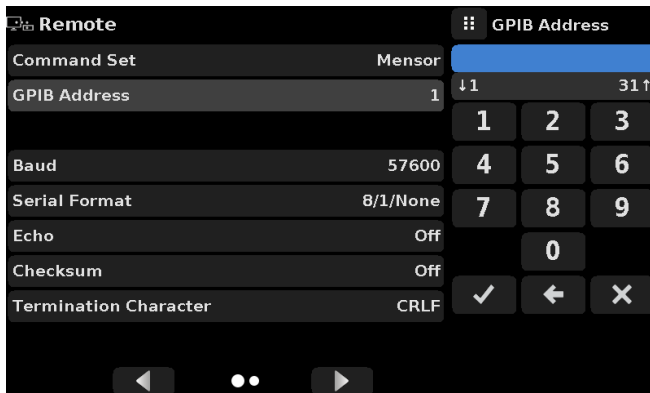 Remote
Command Set Mensor
GPIB Address 1
Baud 57600
Serial Format 8/1/None
Echo Off
Checksum Off
Termination Character CRLF
GPIB Address
↓1 31↑
1 2 3
4 5 6
7 8 9
0